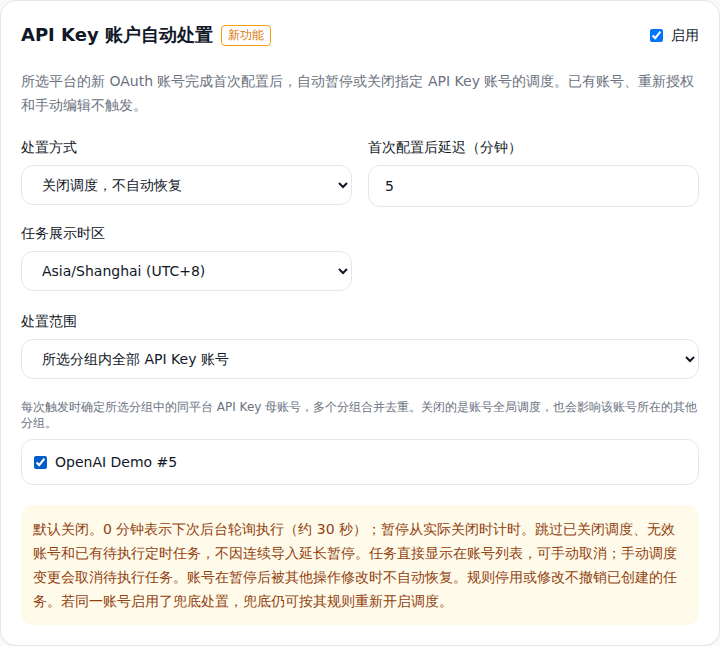 API Key 账户自动处置 新功能 启用
所选平台的新 OAuth 账号完成首次配置后，自动暂停或关闭指定 API Key 账号的调度。已有账号、重新授权
和手动编辑不触发。
处置方式 首次配置后延迟（分钟）
关闭调度，不自动恢复 5
任务展示时区
Asia/Shanghai (UTC+8)
处置范围
所选分组内全部 API Key 账号
每次触发时确定所选分组中的同平台 API Key 母账号，多个分组合并去重。关闭的是账号全局调度，也会影响该账号所在的其他
分组。
OpenAI Demo #5
默认关闭。0 分钟表示下次后台轮询执行（约 30 秒）；暂停从实际关闭时计时。跳过已关闭调度、无效
账号和已有待执行定时任务，不因连续导入延长暂停。任务直接显示在账号列表，可手动取消；手动调度
变更会取消待执行任务。账号在暂停后被其他操作修改时不自动恢复。规则停用或修改不撤销已创建的任
务。若同一账号启用了兜底处置，兜底仍可按其规则重新开启调度。